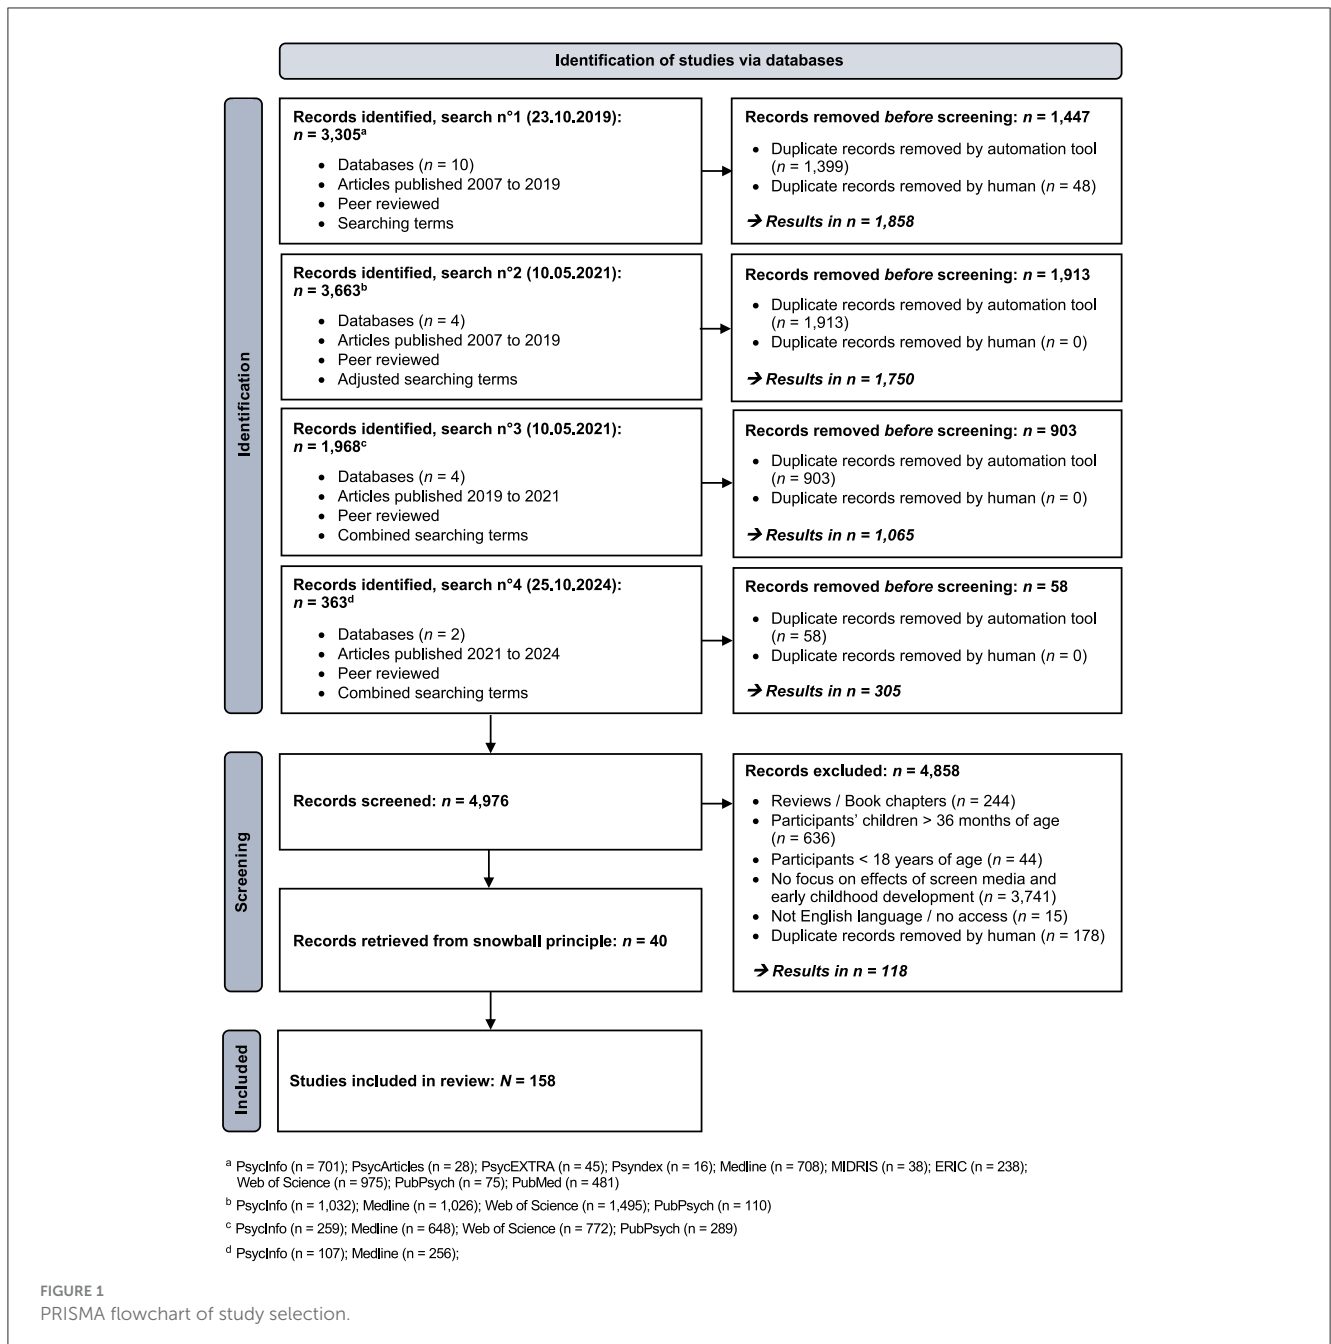 Identification of studies via databases
Identification
Records identified, search n°1 (23.10.2019):
n = 3,305a
• Databases (n = 10)
• Articles published 2007 to 2019
• Peer reviewed
• Searching terms
Records removed before screening: n = 1,447
• Duplicate records removed by automation tool
(n = 1,399)
• Duplicate records removed by human (n = 48)
→ Results in n = 1,858
Records identified, search n°2 (10.05.2021):
n = 3,663b
• Databases (n = 4)
• Articles published 2007 to 2019
• Peer reviewed
• Adjusted searching terms
Records removed before screening: n = 1,913
• Duplicate records removed by automation tool
(n = 1,913)
• Duplicate records removed by human (n = 0)
→ Results in n = 1,750
Records identified, search n°3 (10.05.2021):
n = 1,968c
• Databases (n = 4)
• Articles published 2019 to 2021
• Peer reviewed
• Combined searching terms
Records removed before screening: n = 903
• Duplicate records removed by automation tool
(n = 903)
• Duplicate records removed by human (n = 0)
→ Results in n = 1,065
Records identified, search n°4 (25.10.2024):
n = 363d
• Databases (n = 2)
• Articles published 2021 to 2024
• Peer reviewed
• Combined searching terms
Records removed before screening: n = 58
• Duplicate records removed by automation tool
(n = 58)
• Duplicate records removed by human (n = 0)
→ Results in n = 305
Screening
Records screened: n = 4,976
Records excluded: n = 4,858
• Reviews / Book chapters (n = 244)
• Participants’ children > 36 months of age
(n = 636)
• Participants < 18 years of age (n = 44)
• No focus on effects of screen media and
early childhood development (n = 3,741)
• Not English language / no access (n = 15)
• Duplicate records removed by human (n = 178)
→ Results in n = 118
Records retrieved from snowball principle: n = 40
Included
Studies included in review: N = 158
a PsycInfo (n = 701); PsycArticles (n = 28); PsycEXTRA (n = 45); Psyndex (n = 16); Medline (n = 708); MIDRIS (n = 38); ERIC (n = 238);
Web of Science (n = 975); PubPsych (n = 75); PubMed (n = 481)
b PsycInfo (n = 1,032); Medline (n = 1,026); Web of Science (n = 1,495); PubPsych (n = 110)
c PsycInfo (n = 259); Medline (n = 648); Web of Science (n = 772); PubPsych (n = 289)
d PsycInfo (n = 107); Medline (n = 256);
FIGURE 1
PRISMA flowchart of study selection.